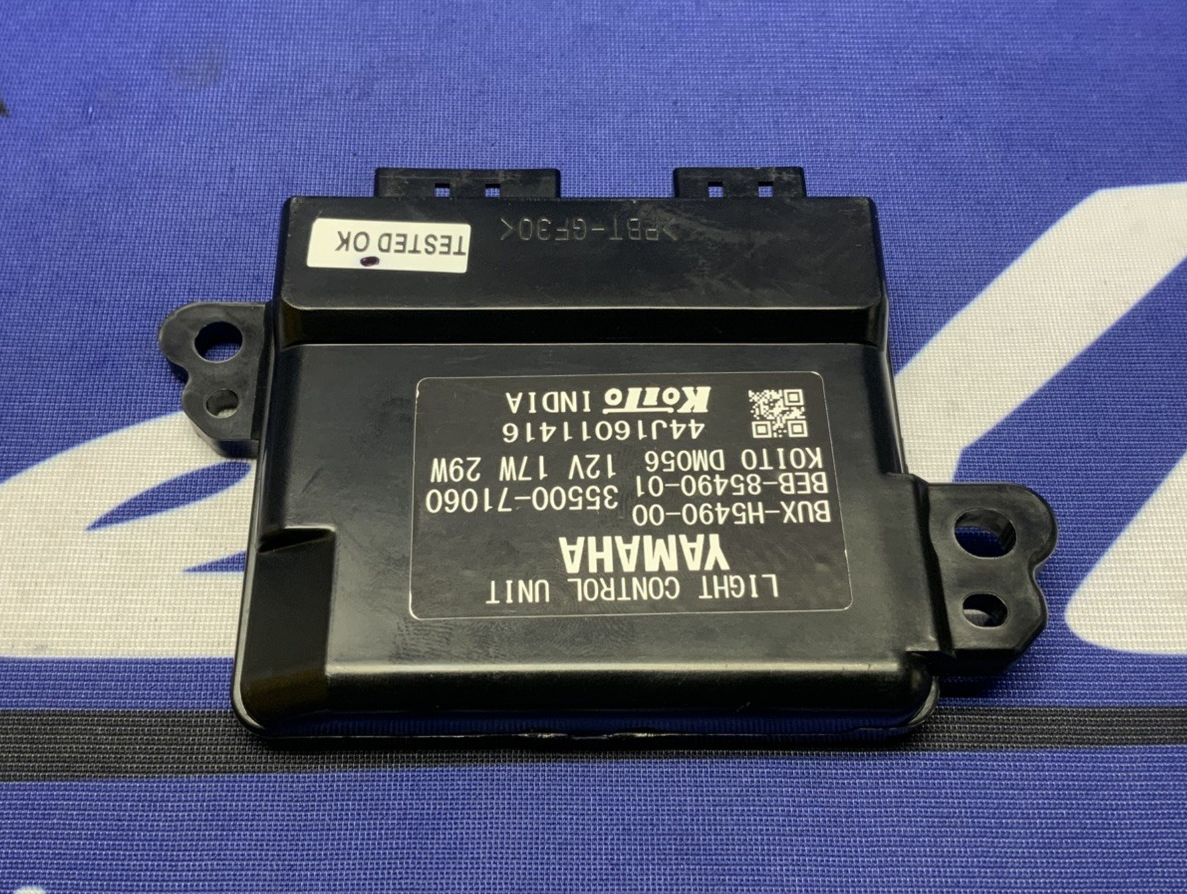 LIGHT CONTROL UNIT
YAMAHA
BUX-H5490-00
BEB-85490-01 35500-71060
KOITO DM056 12V 17W 29W
44J16011416
KOITO INDIA
>PBT-GF30<
TESTED OK